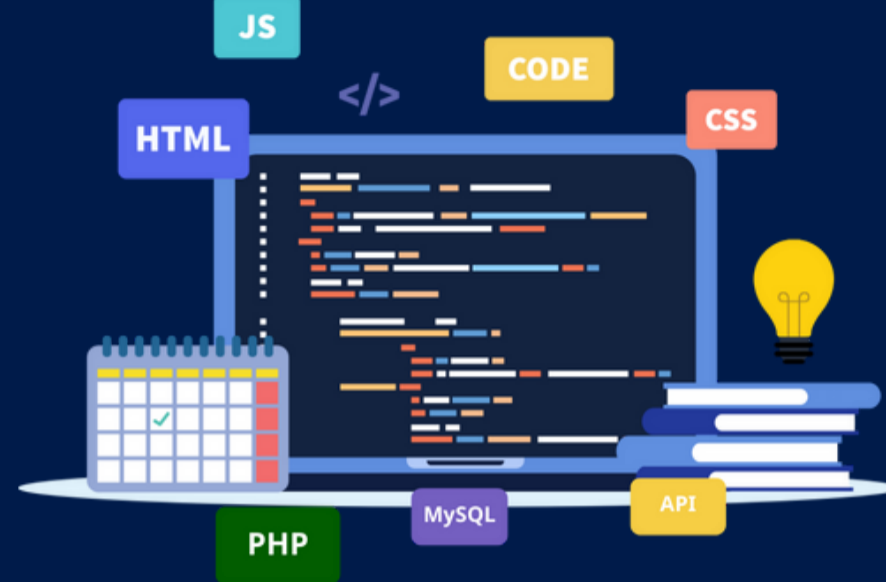 JS
CODE
</>
CSS
HTML
API
MySQL
PHP